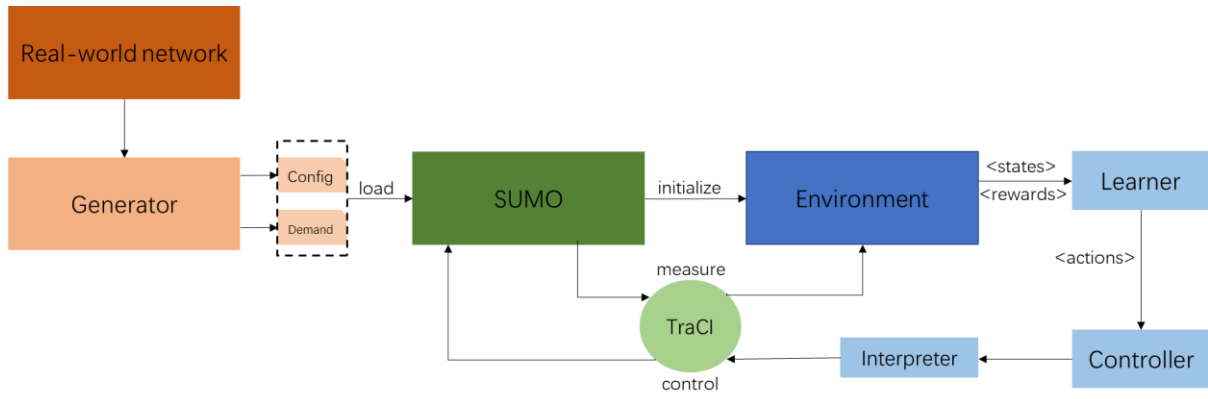 Real-world network
Generator
Config
Demand
load
SUMO
initialize
Environment
<states>
<rewards>
Learner
<actions>
measure
TraCI
control
Interpreter
Controller